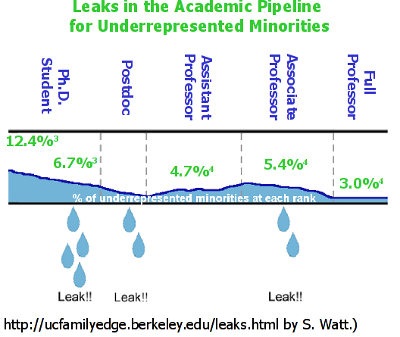 Leaks in the Academic Pipeline
for Underrepresented Minorities
Ph.D.
Student
Postdoc
Assistant
Professor
Associate
Professor
Full
Professor
12.4%³
6.7%³
4.7%⁴
5.4%⁴
3.0%⁴
% of underrepresented minorities at each rank
Leak!!
Leak!!
Leak!!
http://ucfamilyedge.berkeley.edu/leaks.html by S. Watt.)